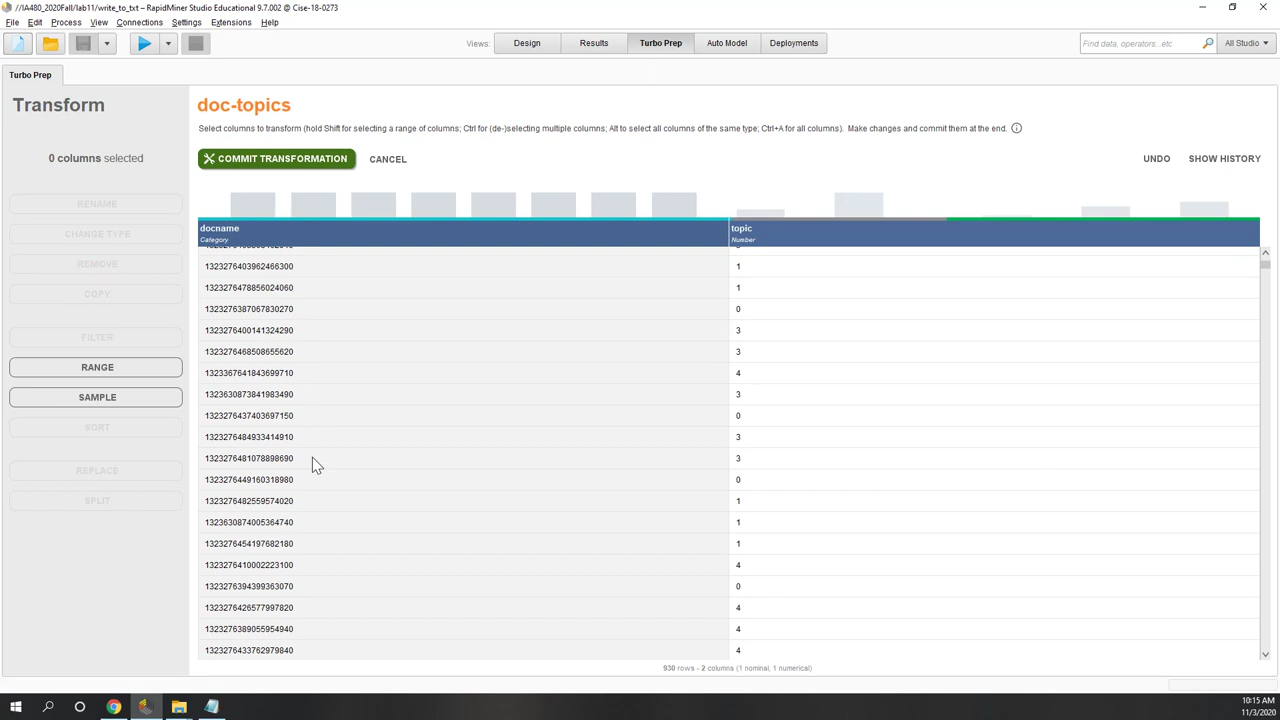 //IA480_2020Fall/lab11/write_to_txt – RapidMiner Studio Educational 9.7.002 @ Cise-18-0273
File Edit Process View Connections Settings Extensions Help
Views: Design Results Turbo Prep Auto Model Deployments Find data, operators...etc All Studio
Turbo Prep
Transform
0 columns selected
RENAME
CHANGE TYPE
REMOVE
COPY
FILTER
RANGE
SAMPLE
SORT
REPLACE
SPLIT
doc-topics
Select columns to transform (hold Shift for selecting a range of columns; Ctrl for (de-)selecting multiple columns; Alt to select all columns of the same type; Ctrl+A for all columns). Make changes and commit them at the end.
COMMIT TRANSFORMATION CANCEL UNDO SHOW HISTORY
docname topic
Category Number
1323276403962466300 1
1323276478856024060 1
1323276387067830270 0
1323276400141324290 3
1323276468508655620 3
1323367641843699710 4
1323630873841983490 3
1323276437403697150 0
1323276484933414910 3
1323276481078898690 3
1323276449160318980 0
1323276482559574020 1
1323630874005364740 1
1323276454197682180 1
1323276410002223100 4
1323276394399363070 0
1323276426577997820 4
1323276389055954940 4
1323276433762979840 4
930 rows - 2 columns (1 nominal, 1 numerical)
10:15 AM
11/3/2020